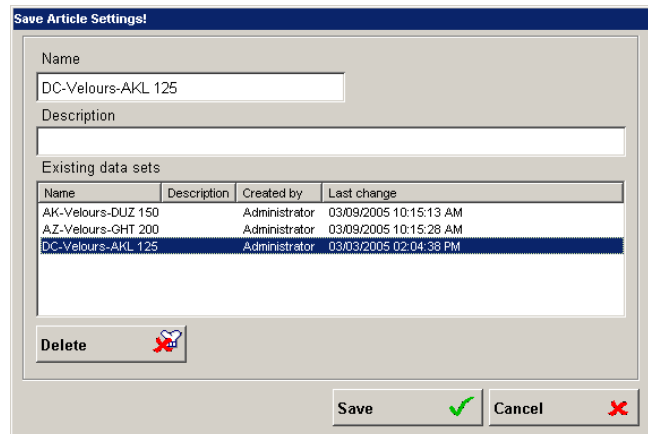 Save Article Settings!
Name
DC-Velours-AKL 125
Description
Existing data sets
Name Description Created by Last change
AK-Velours-DUZ 150 Administrator 03/09/2005 10:15:13 AM
AZ-Velours-GHT 200 Administrator 03/09/2005 10:15:28 AM
DC-Velours-AKL 125 Administrator 03/03/2005 02:04:38 PM
Delete
Save Cancel